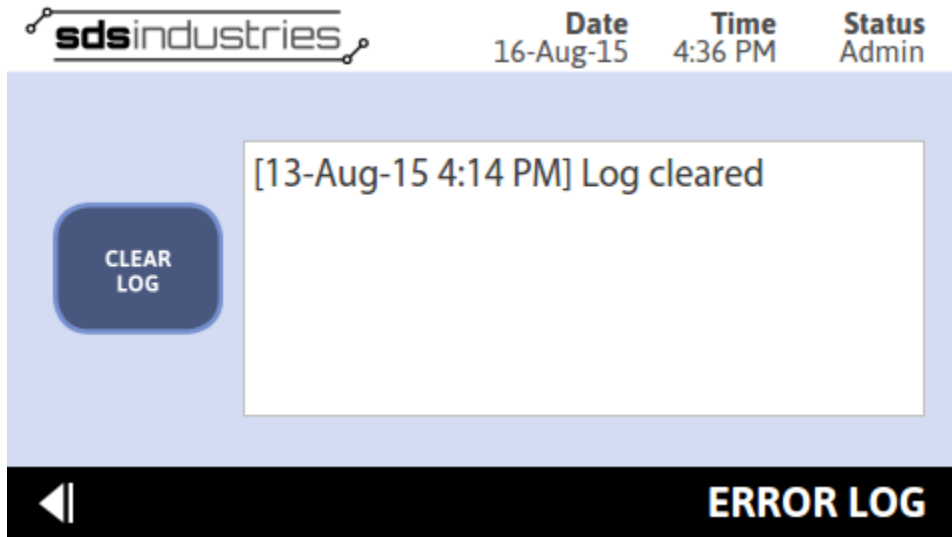 sdsindustries
Date Time Status
16-Aug-15 4:36 PM Admin
[13-Aug-15 4:14 PM] Log cleared
CLEAR
LOG
ERROR LOG